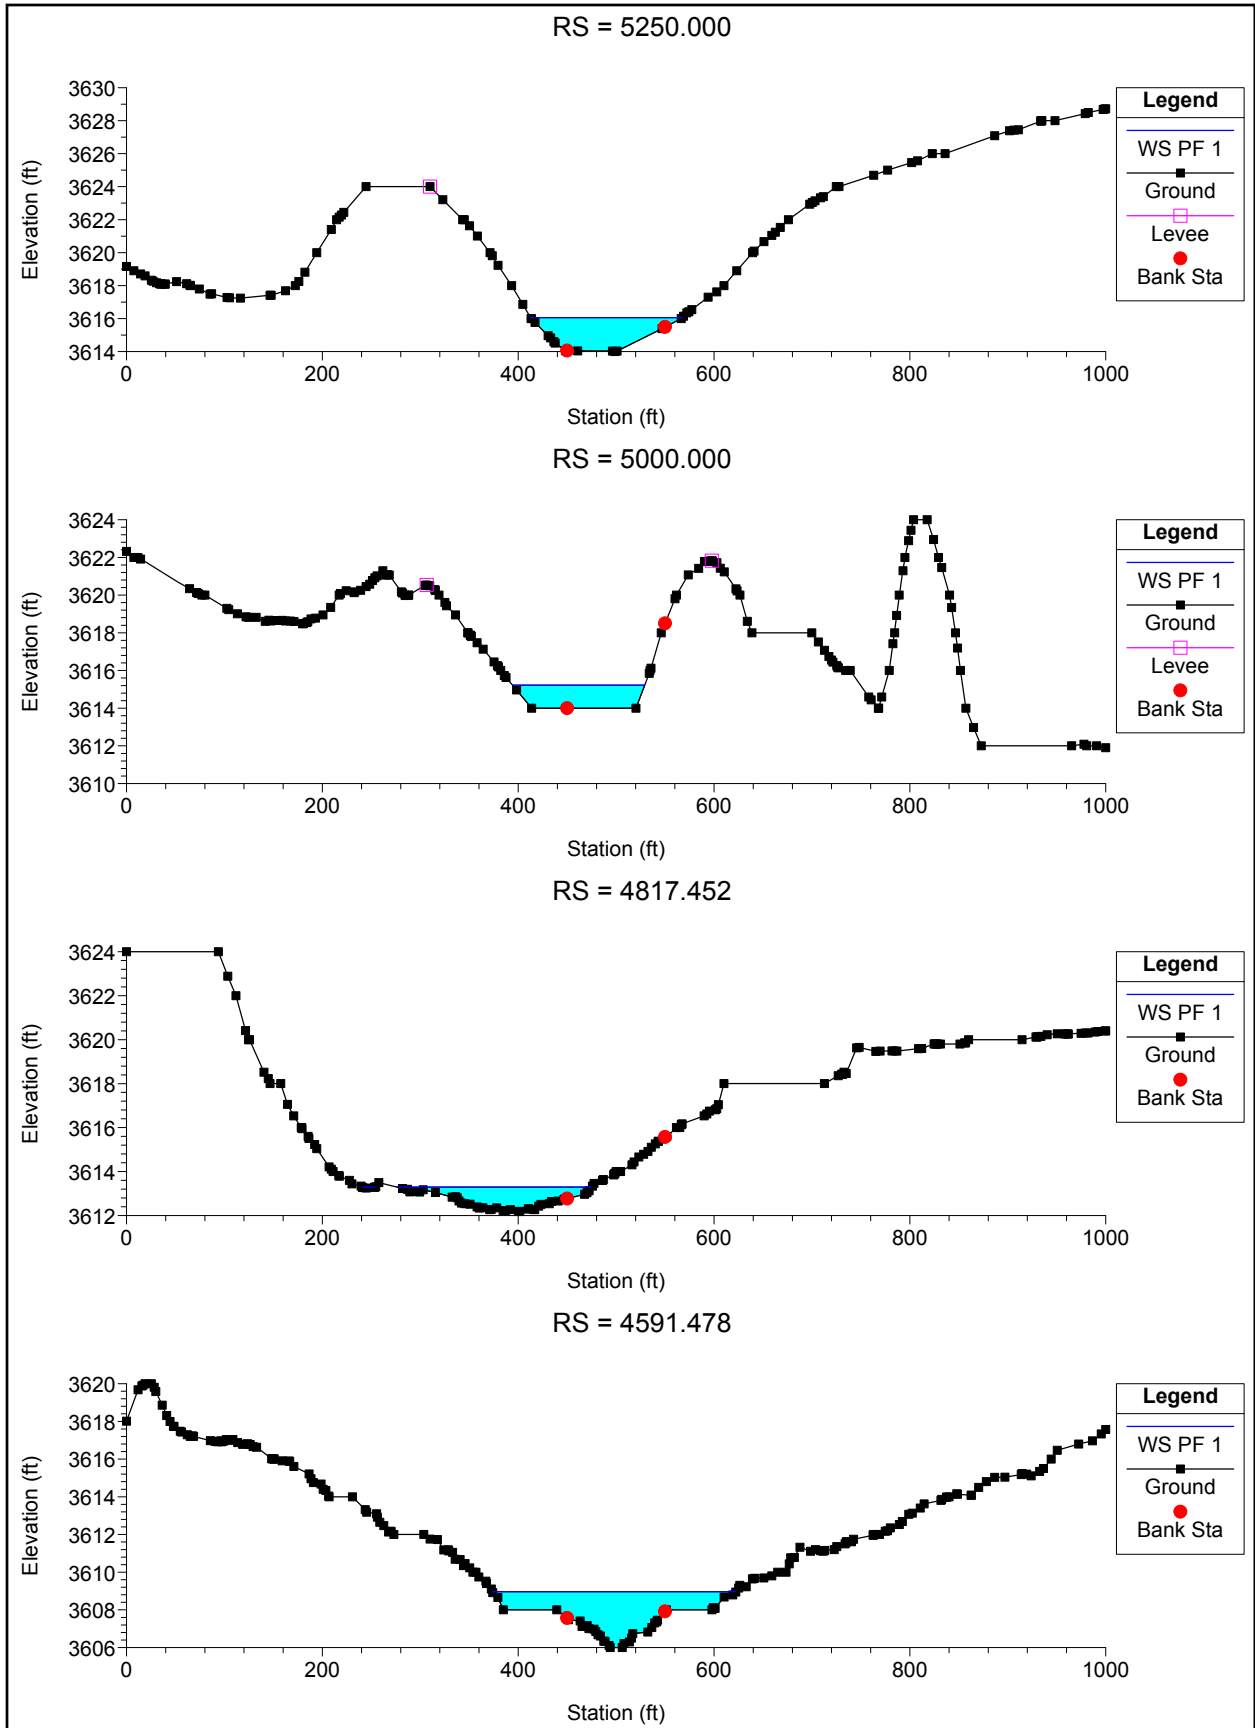 RS = 5250.000
3630
3628
3626
3624
3622
3620
3618
3616
3614
Elevation (ft)
0 200 400 600 800 1000
Station (ft)
Legend
WS PF 1
Ground
Levee
Bank Sta
RS = 5000.000
3624
3622
3620
3618
3616
3614
3612
3610
Elevation (ft)
0 200 400 600 800 1000
Station (ft)
Legend
WS PF 1
Ground
Levee
Bank Sta
RS = 4817.452
3624
3622
3620
3618
3616
3614
3612
Elevation (ft)
0 200 400 600 800 1000
Station (ft)
Legend
WS PF 1
Ground
Bank Sta
RS = 4591.478
3620
3618
3616
3614
3612
3610
3608
3606
Elevation (ft)
0 200 400 600 800 1000
Station (ft)
Legend
WS PF 1
Ground
Bank Sta